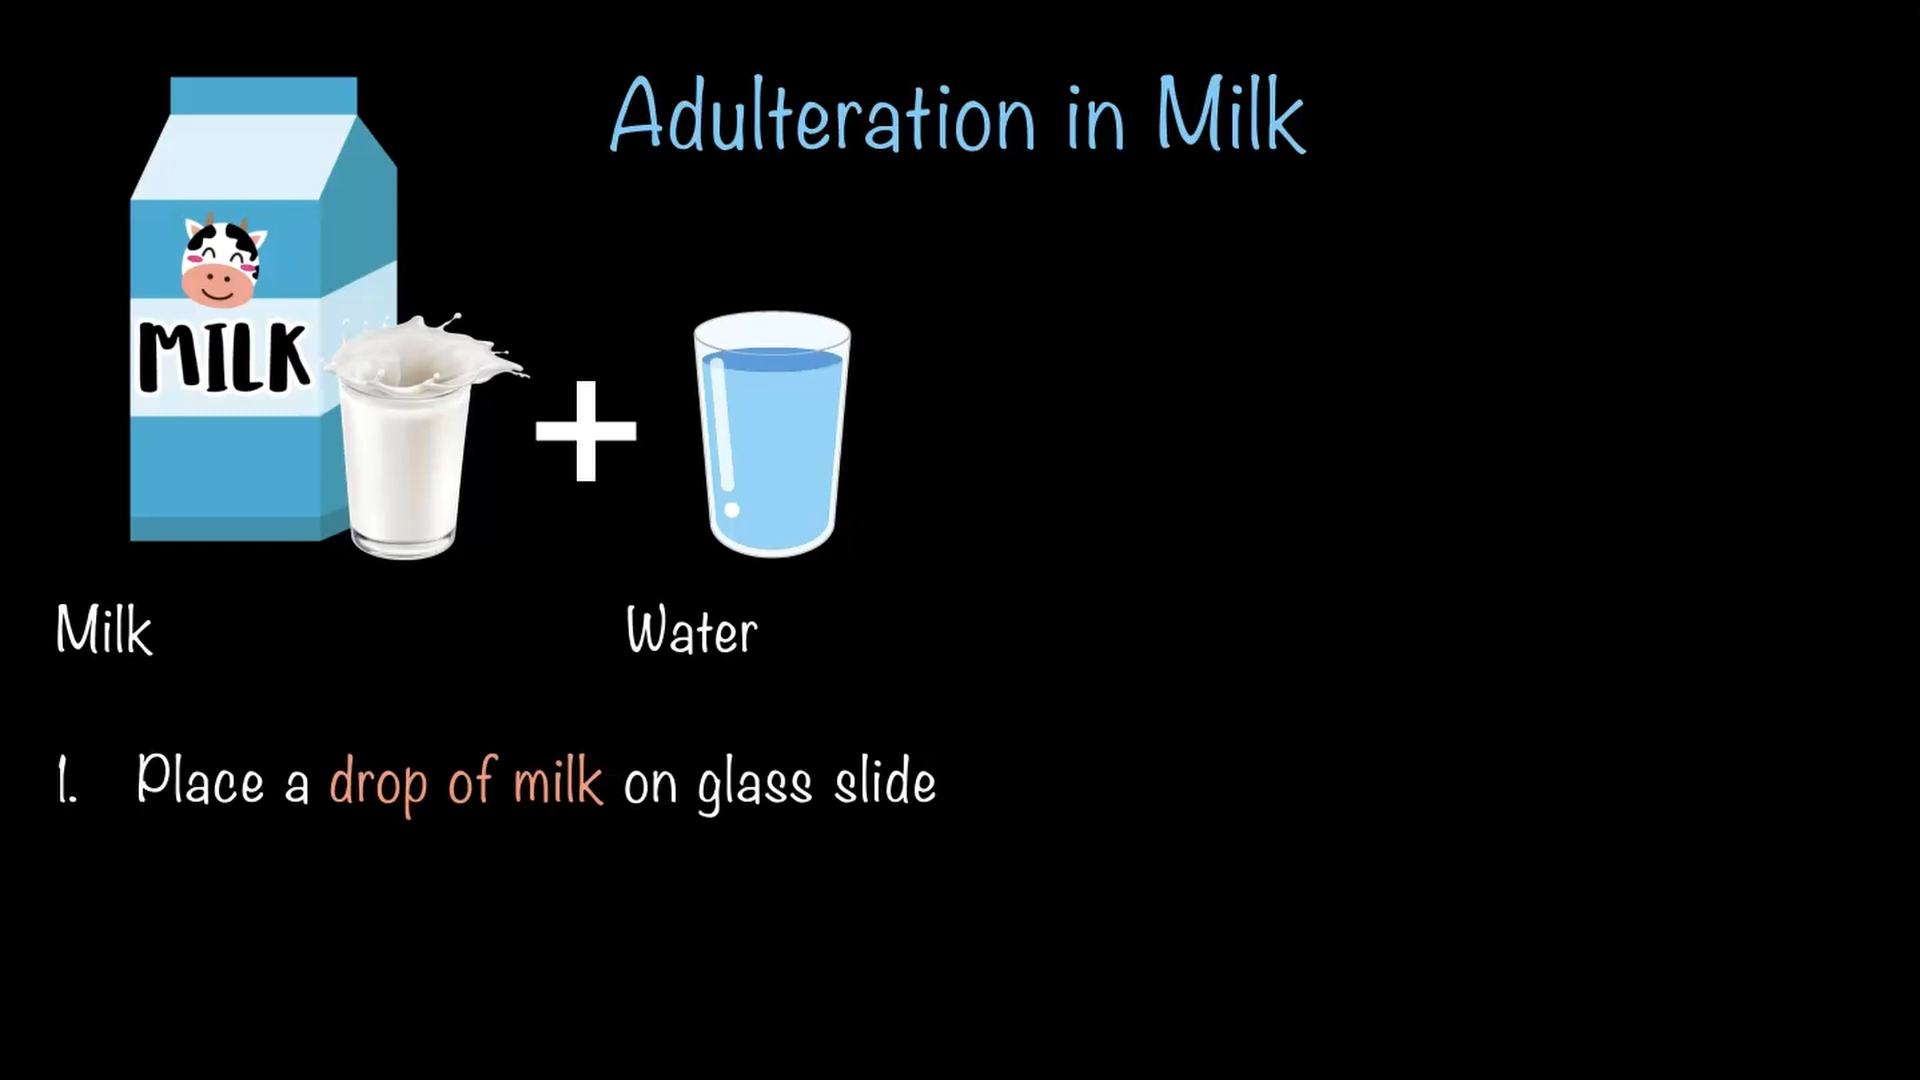 Adulteration in Milk
MILK
Milk
Water
1. Place a drop of milk on glass slide